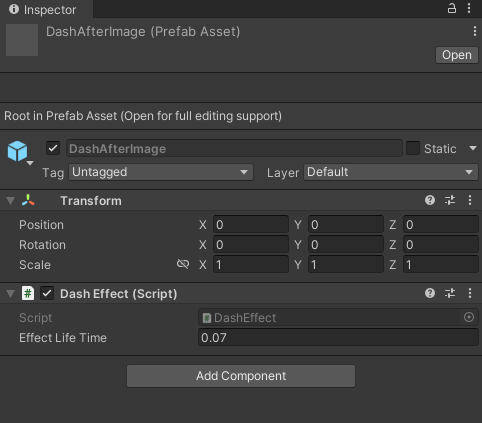 Inspector
DashAfterImage (Prefab Asset)
Open
Root in Prefab Asset (Open for full editing support)
DashAfterImage Static
Tag Untagged Layer Default
Transform
Position X 0 Y 0 Z 0
Rotation X 0 Y 0 Z 0
Scale X 1 Y 1 Z 1
# Dash Effect (Script)
Script # DashEffect
Effect Life Time 0.07
Add Component